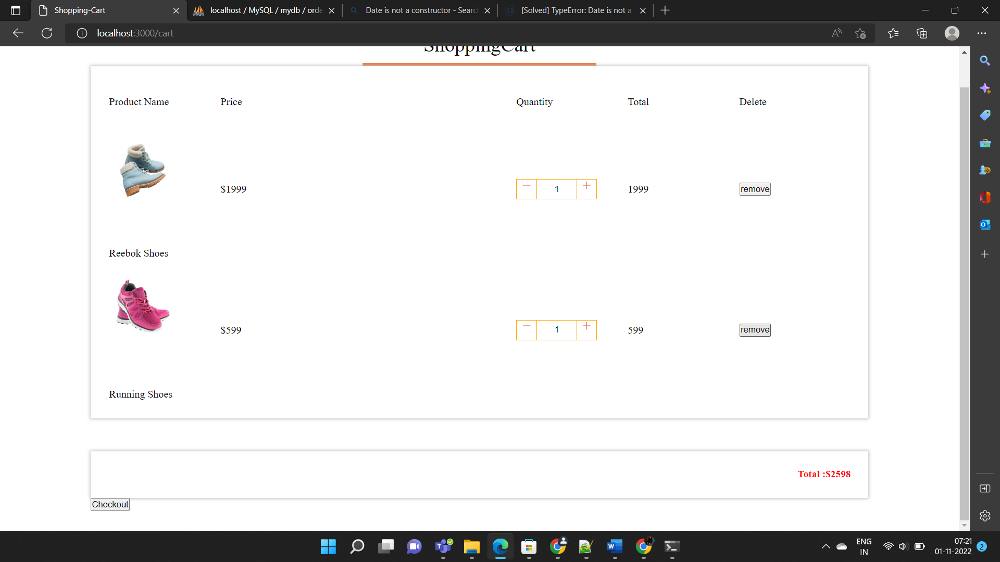 Shopping-Cart
localhost / MySQL / mydb / orde
Date is not a constructor - Searc
[Solved] TypeError: Date is not a
localhost:3000/cart
ShoppingCart
Product Name Price Quantity Total Delete
$1999 1 1999 remove
Reebok Shoes
$599 1 599 remove
Running Shoes
Total :$2598
Checkout
ENG
IN
07:21
01-11-2022
2